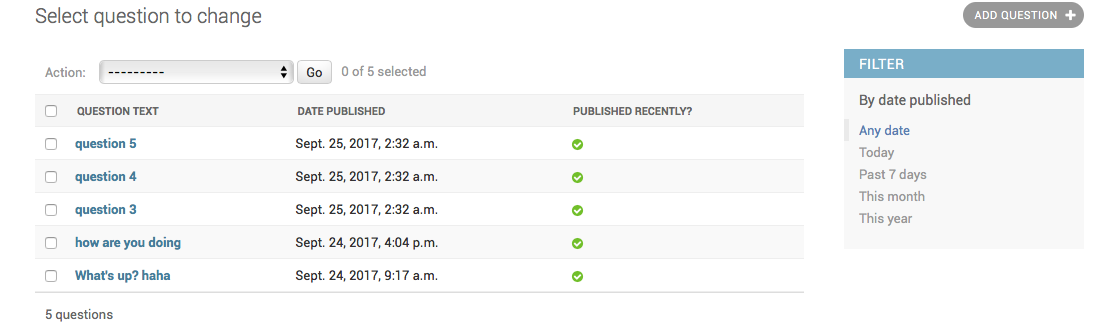 Select question to change
ADD QUESTION +
Action: --------- Go 0 of 5 selected
QUESTION TEXT DATE PUBLISHED PUBLISHED RECENTLY?
question 5 Sept. 25, 2017, 2:32 a.m.
question 4 Sept. 25, 2017, 2:32 a.m.
question 3 Sept. 25, 2017, 2:32 a.m.
how are you doing Sept. 24, 2017, 4:04 p.m.
What's up? haha Sept. 24, 2017, 9:17 a.m.
5 questions
FILTER
By date published
Any date
Today
Past 7 days
This month
This year